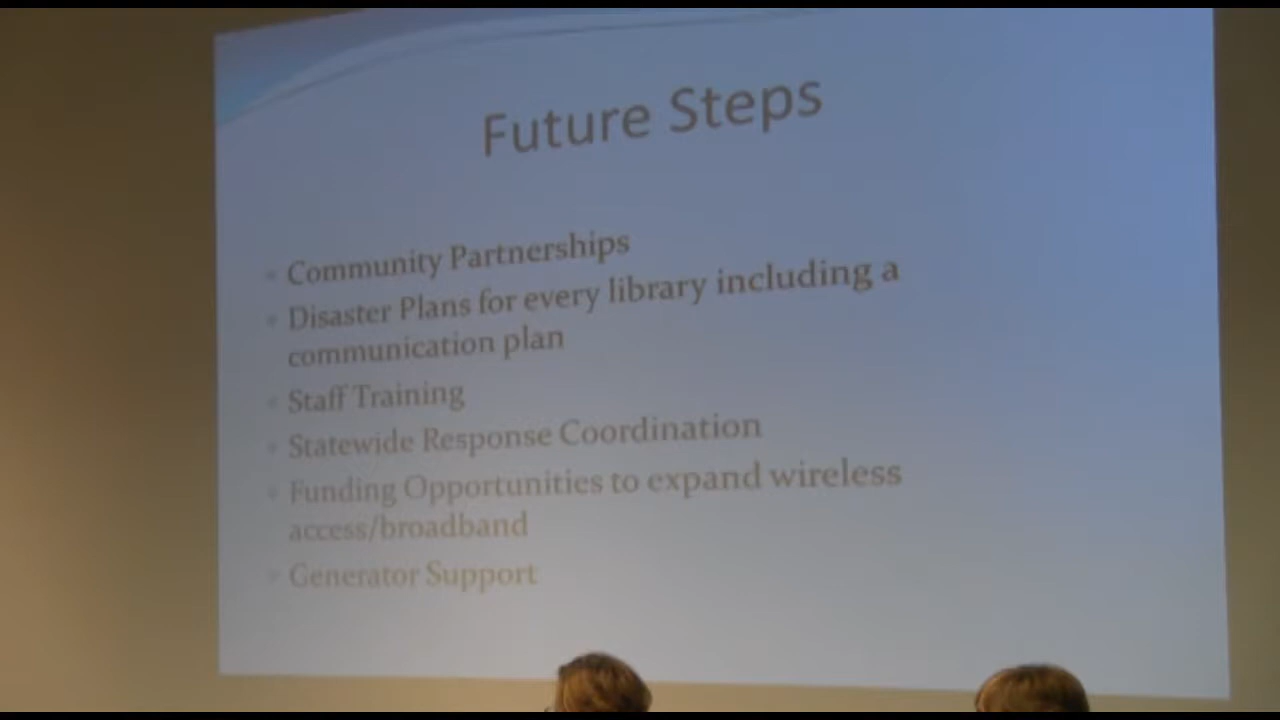 Future Steps
Community Partnerships
Disaster Plans for every library including a
communication plan
Staff Training
Statewide Response Coordination
Funding Opportunities to expand wireless
access/broadband
Generator Support